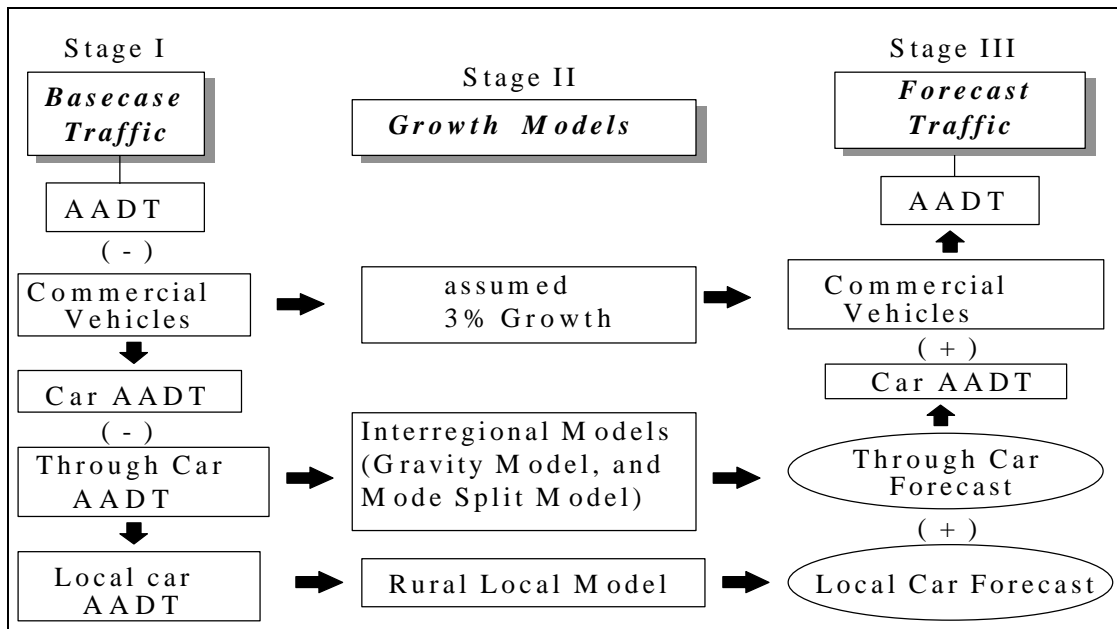 Stage I
Basecase
Traffic
AADT
( - )
Commercial
Vehicles
Car AADT
( - )
Through Car
AADT
Local car
AADT
Stage II
Growth Models
assumed
3% Growth
Interregional Models
(Gravity Model, and
Mode Split Model)
Rural Local Model
Stage III
Forecast
Traffic
AADT
Commercial
Vehicles
( + )
Car AADT
Through Car
Forecast
( + )
Local Car Forecast